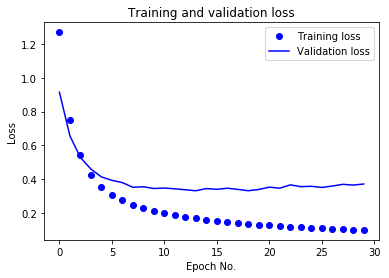 Training and validation loss
Training loss
Validation loss
1.2
1.0
0.8
0.6
0.4
0.2
Loss
0 5 10 15 20 25 30
Epoch No.